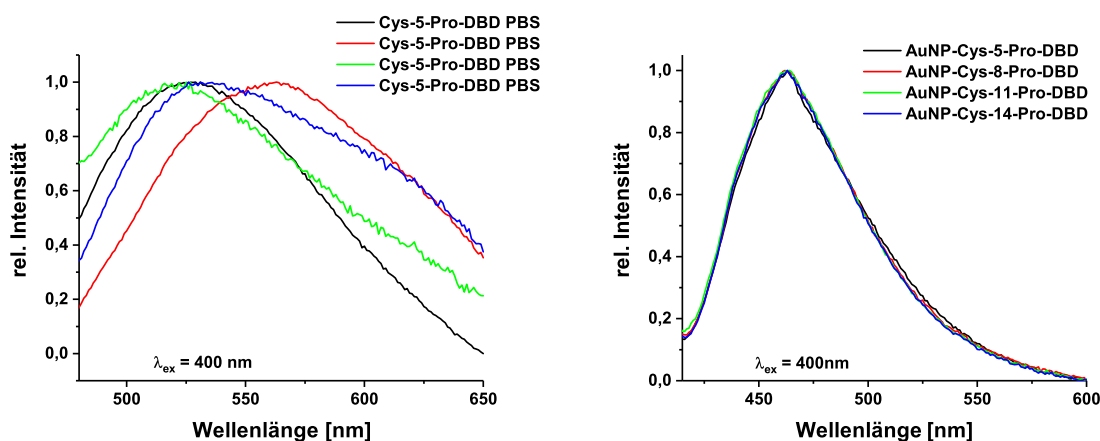 Cys-5-Pro-DBD PBS
Cys-5-Pro-DBD PBS
Cys-5-Pro-DBD PBS
Cys-5-Pro-DBD PBS
1,0
0,8
0,6
0,4
0,2
0,0
rel. Intensität
λex = 400 nm
500 550 600 650
Wellenlänge [nm]
AuNP-Cys-5-Pro-DBD
AuNP-Cys-8-Pro-DBD
AuNP-Cys-11-Pro-DBD
AuNP-Cys-14-Pro-DBD
1,0
0,8
0,6
0,4
0,2
0,0
rel. Intensität
λex = 400nm
450 500 550 600
Wellenlänge [nm]